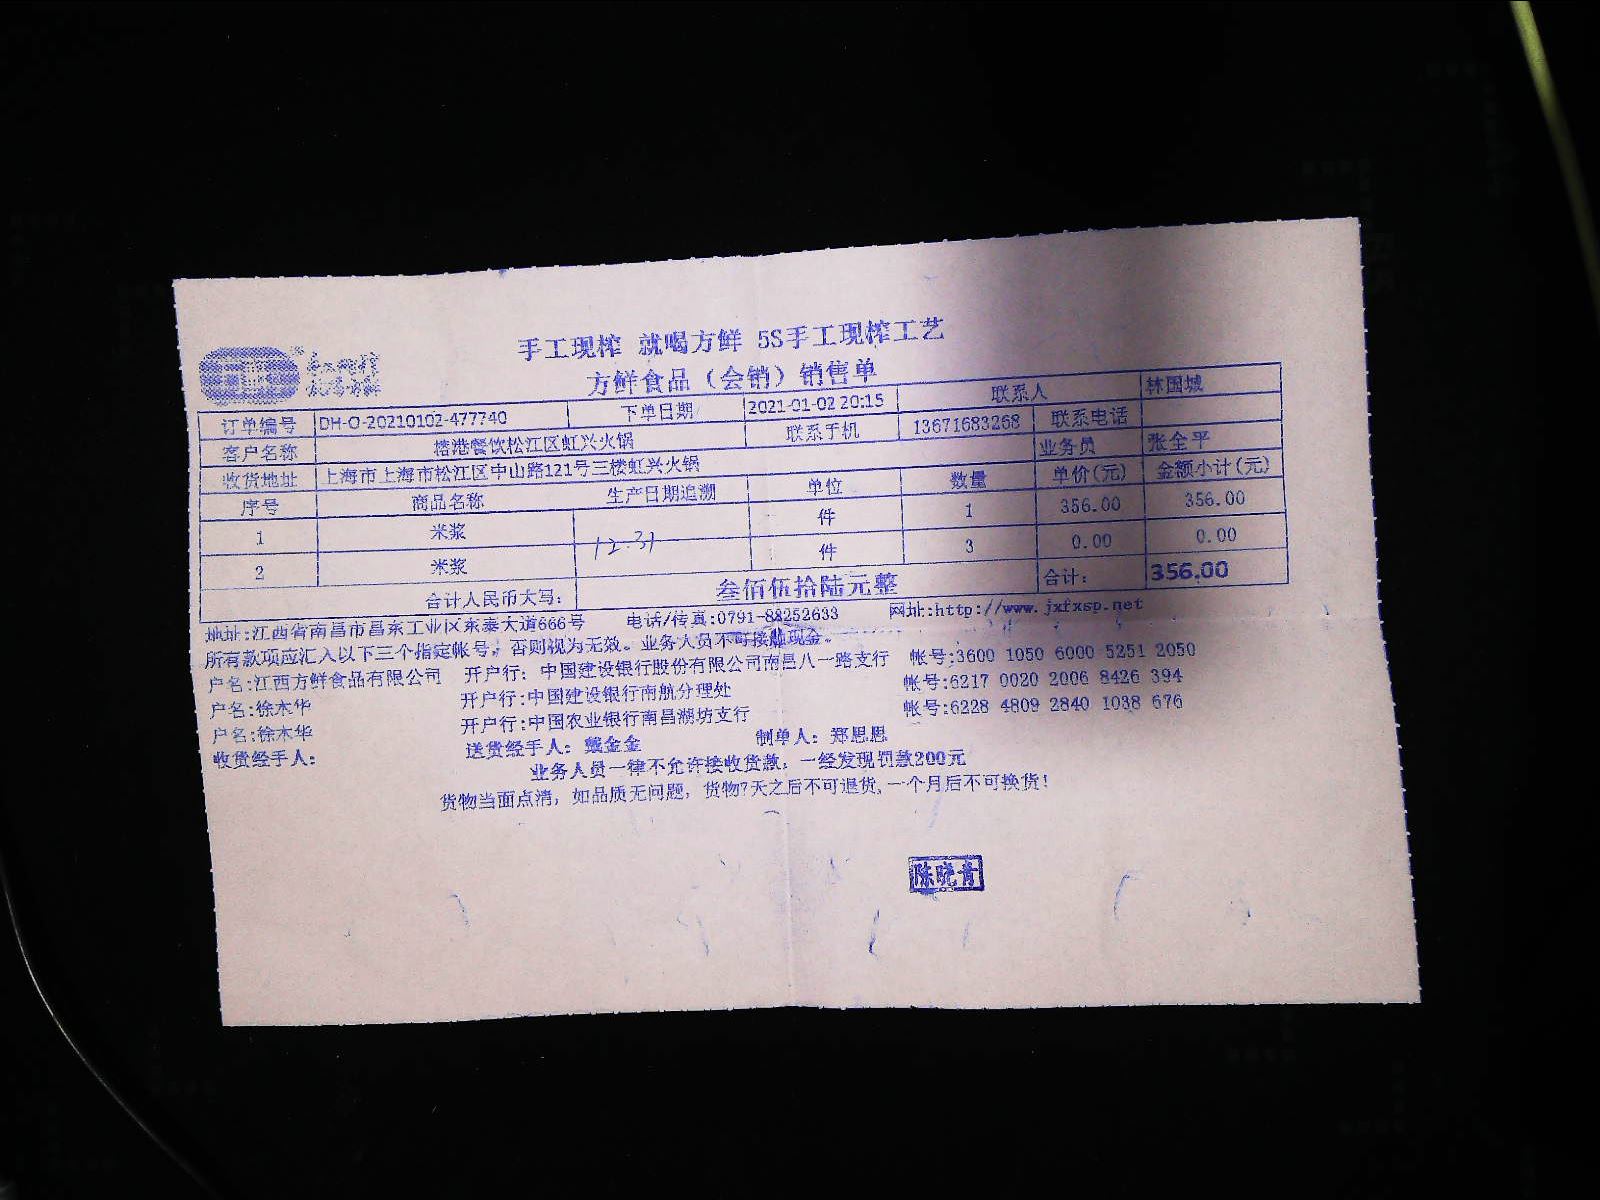 手工现榨 就喝方鲜 5S手工现榨工艺
方鲜食品（会销）销售单
订单编号 DH-O-20210102-477740 下单日期 2021-01-02 20:15 联系人 林国城
客户名称 榕港餐饮松江区虹兴火锅 联系手机 13671683268 联系电话
收货地址 上海市上海市松江区中山路121号三楼虹兴火锅 业务员 张全平
序号 商品名称 生产日期追溯 单位 数量 单价(元) 金额小计(元)
1 米浆 件 1 356.00 356.00
12.31
2 米浆 件 3 0.00 0.00
合计人民币大写: 叁佰伍拾陆元整 合计: 356.00
地址:江西省南昌市昌东工业区东泰大道666号 电话/传真:0791-88252633 网址:http://www.jxfxsp.net
所有款项应汇入以下三个指定帐号，否则视为无效。业务人员不可接触现金。
户名:江西方鲜食品有限公司 开户行: 中国建设银行股份有限公司南昌八一路支行 帐号:3600 1050 6000 5251 2050
户名:徐木华 开户行:中国建设银行南航分理处 帐号:6217 0020 2006 8426 394
户名:徐木华 开户行:中国农业银行南昌湖坊支行 帐号:6228 4809 2840 1038 676
收货经手人: 送货经手人: 戴金金 制单人: 郑思思
业务人员一律不允许接收货款，一经发现罚款200元
货物当面点清，如品质无问题，货物7天之后不可退货,一个月后不可换货!
陈晓青